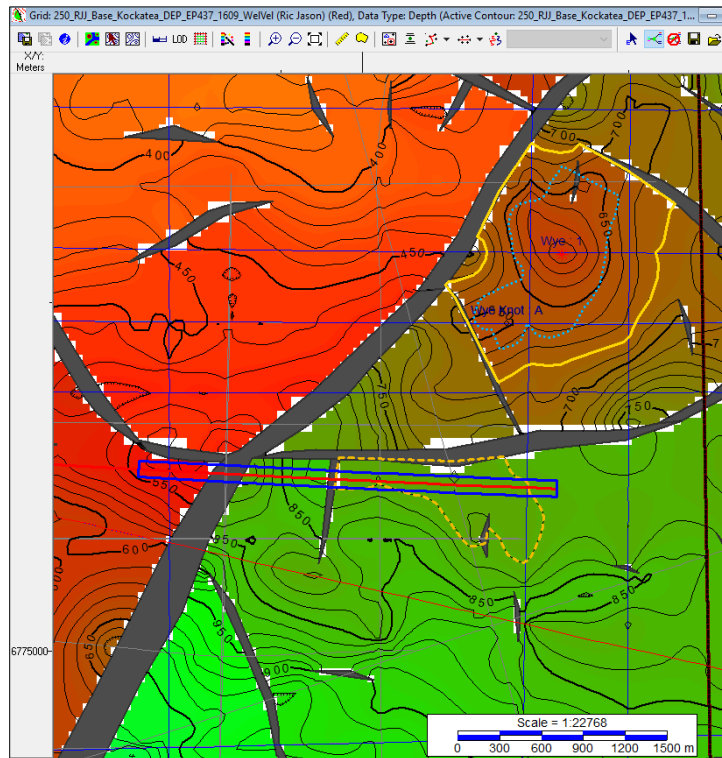 Grid: 250_RJJ_Base_Kockatea_DEP_EP437_1609_WelVel (Ric Jason) (Red), Data Type: Depth (Active Contour: 250_RJJ_Base_Kockatea_DEP_EP437_1...
LOD
X/Y:
Meters
400
700
700
400
650
Wye : 1
450
450
Wye Knot : A
750
700
750
550
850
850
600
650
850
850
950
900
6775000
Scale = 1:22768
0 300 600 900 1200 1500 m